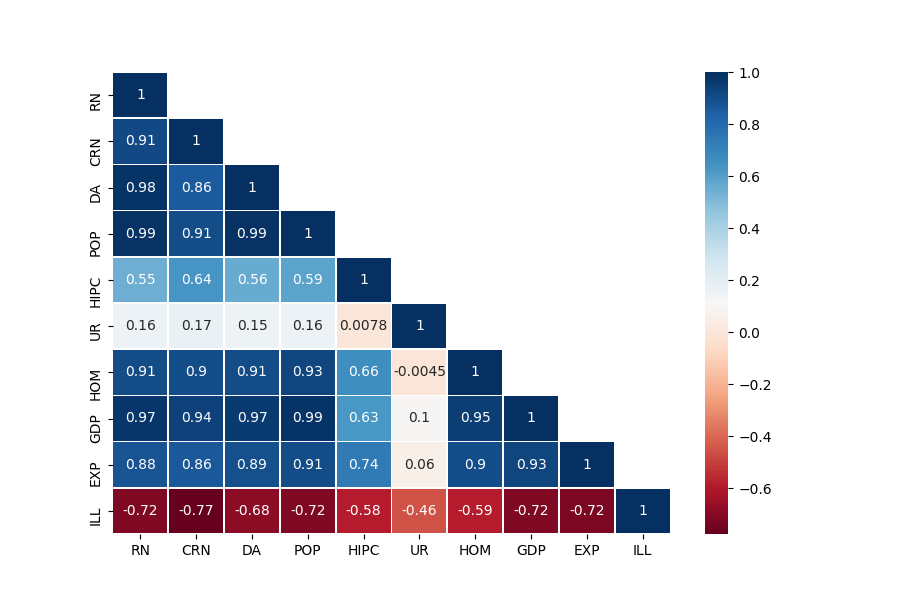 1.0
RN 1
CRN 0.91 1 0.8
DA 0.98 0.86 1 0.6
POP 0.99 0.91 0.99 1 0.4
HIPC 0.55 0.64 0.56 0.59 1 0.2
UR 0.16 0.17 0.15 0.16 0.0078 1 0.0
HOM 0.91 0.9 0.91 0.93 0.66 -0.0045 1 −0.2
GDP 0.97 0.94 0.97 0.99 0.63 0.1 0.95 1 −0.4
EXP 0.88 0.86 0.89 0.91 0.74 0.06 0.9 0.93 1 −0.6
ILL -0.72 -0.77 -0.68 -0.72 -0.58 -0.46 -0.59 -0.72 -0.72 1
RN CRN DA POP HIPC UR HOM GDP EXP ILL